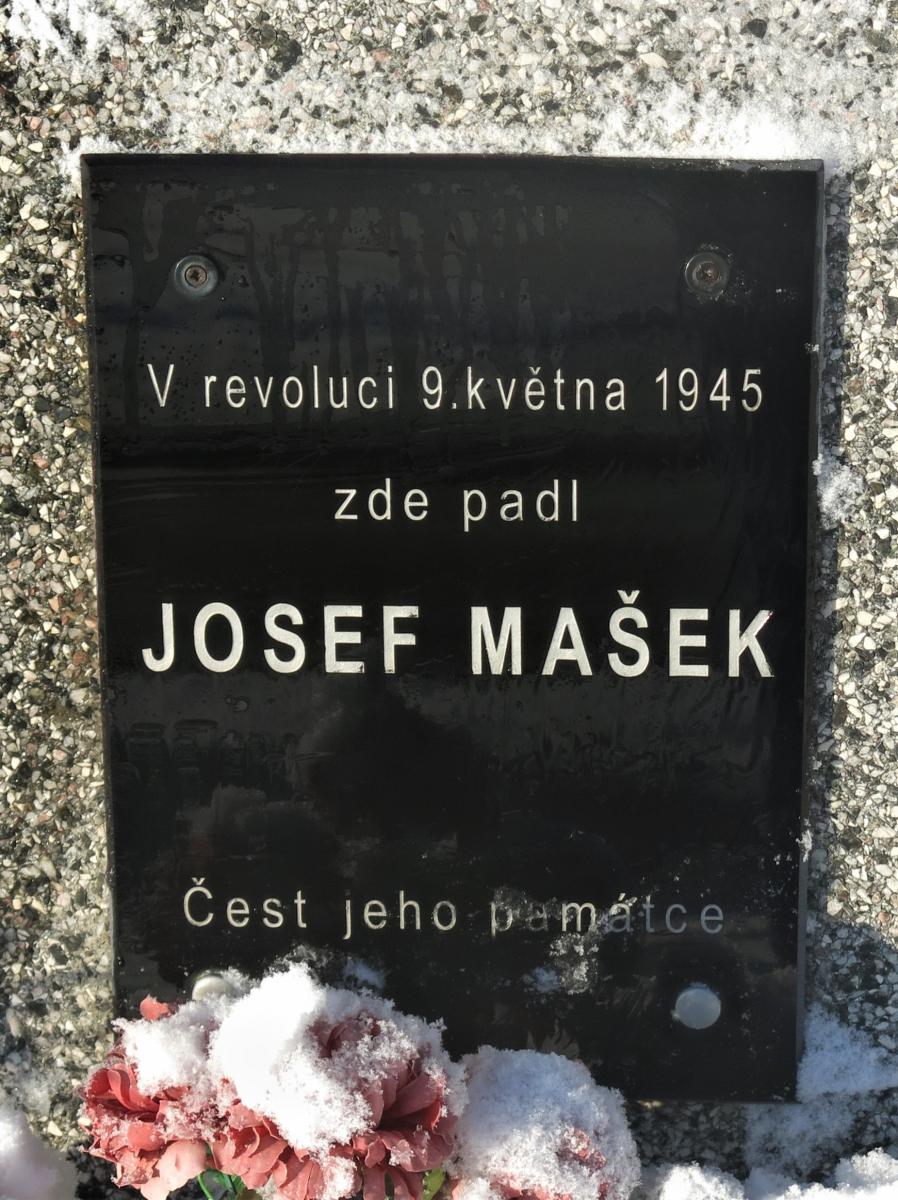 V revoluci 9.května 1945
zde padl
JOSEF MAŠEK
Čest jeho památce